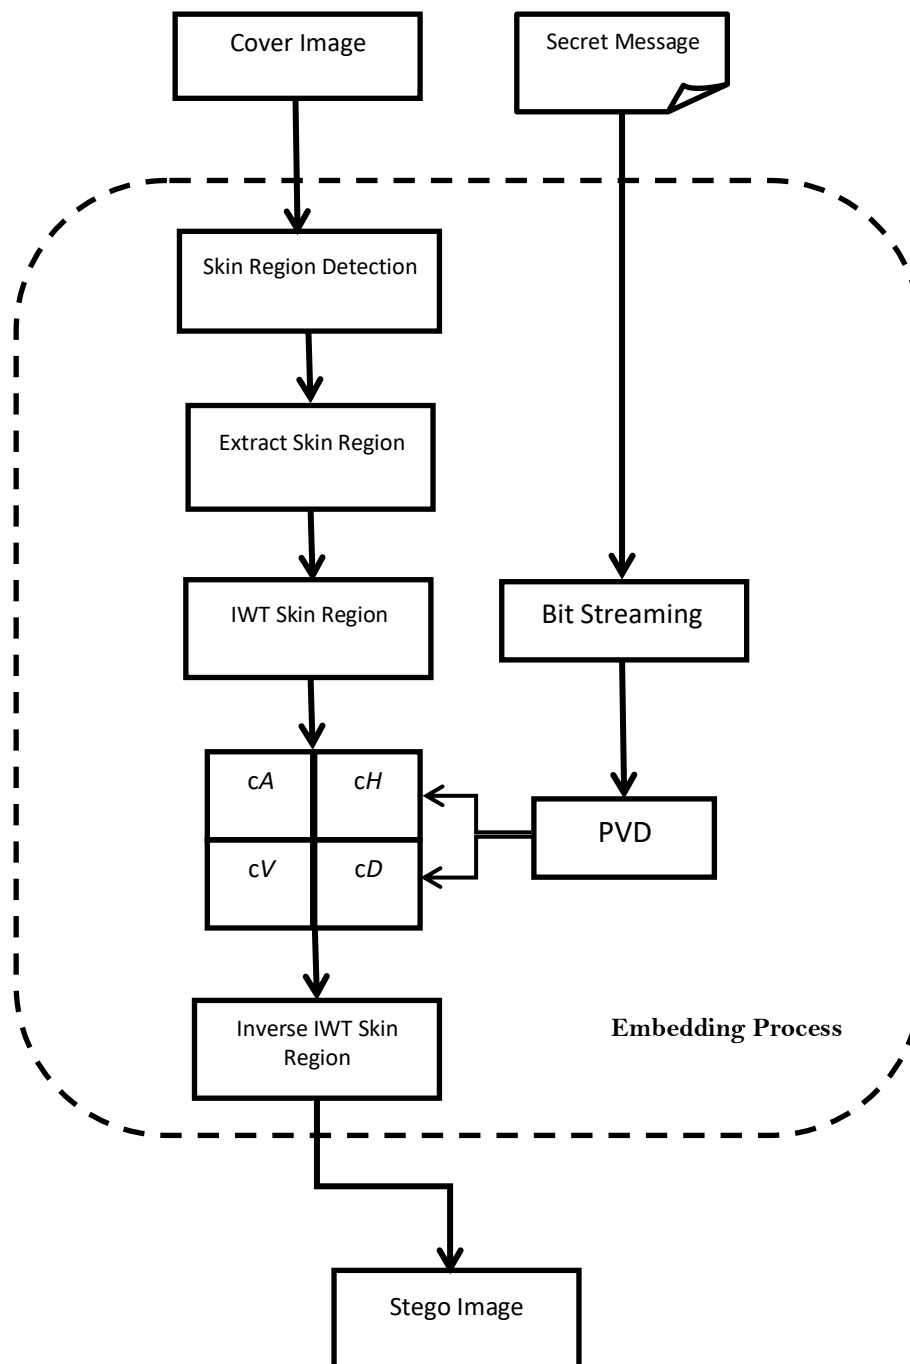 Cover Image
Secret Message
Skin Region Detection
Extract Skin Region
IWT Skin Region
Bit Streaming
cA
cH
PVD
cV
cD
Inverse IWT Skin
Region
Embedding Process
Stego Image